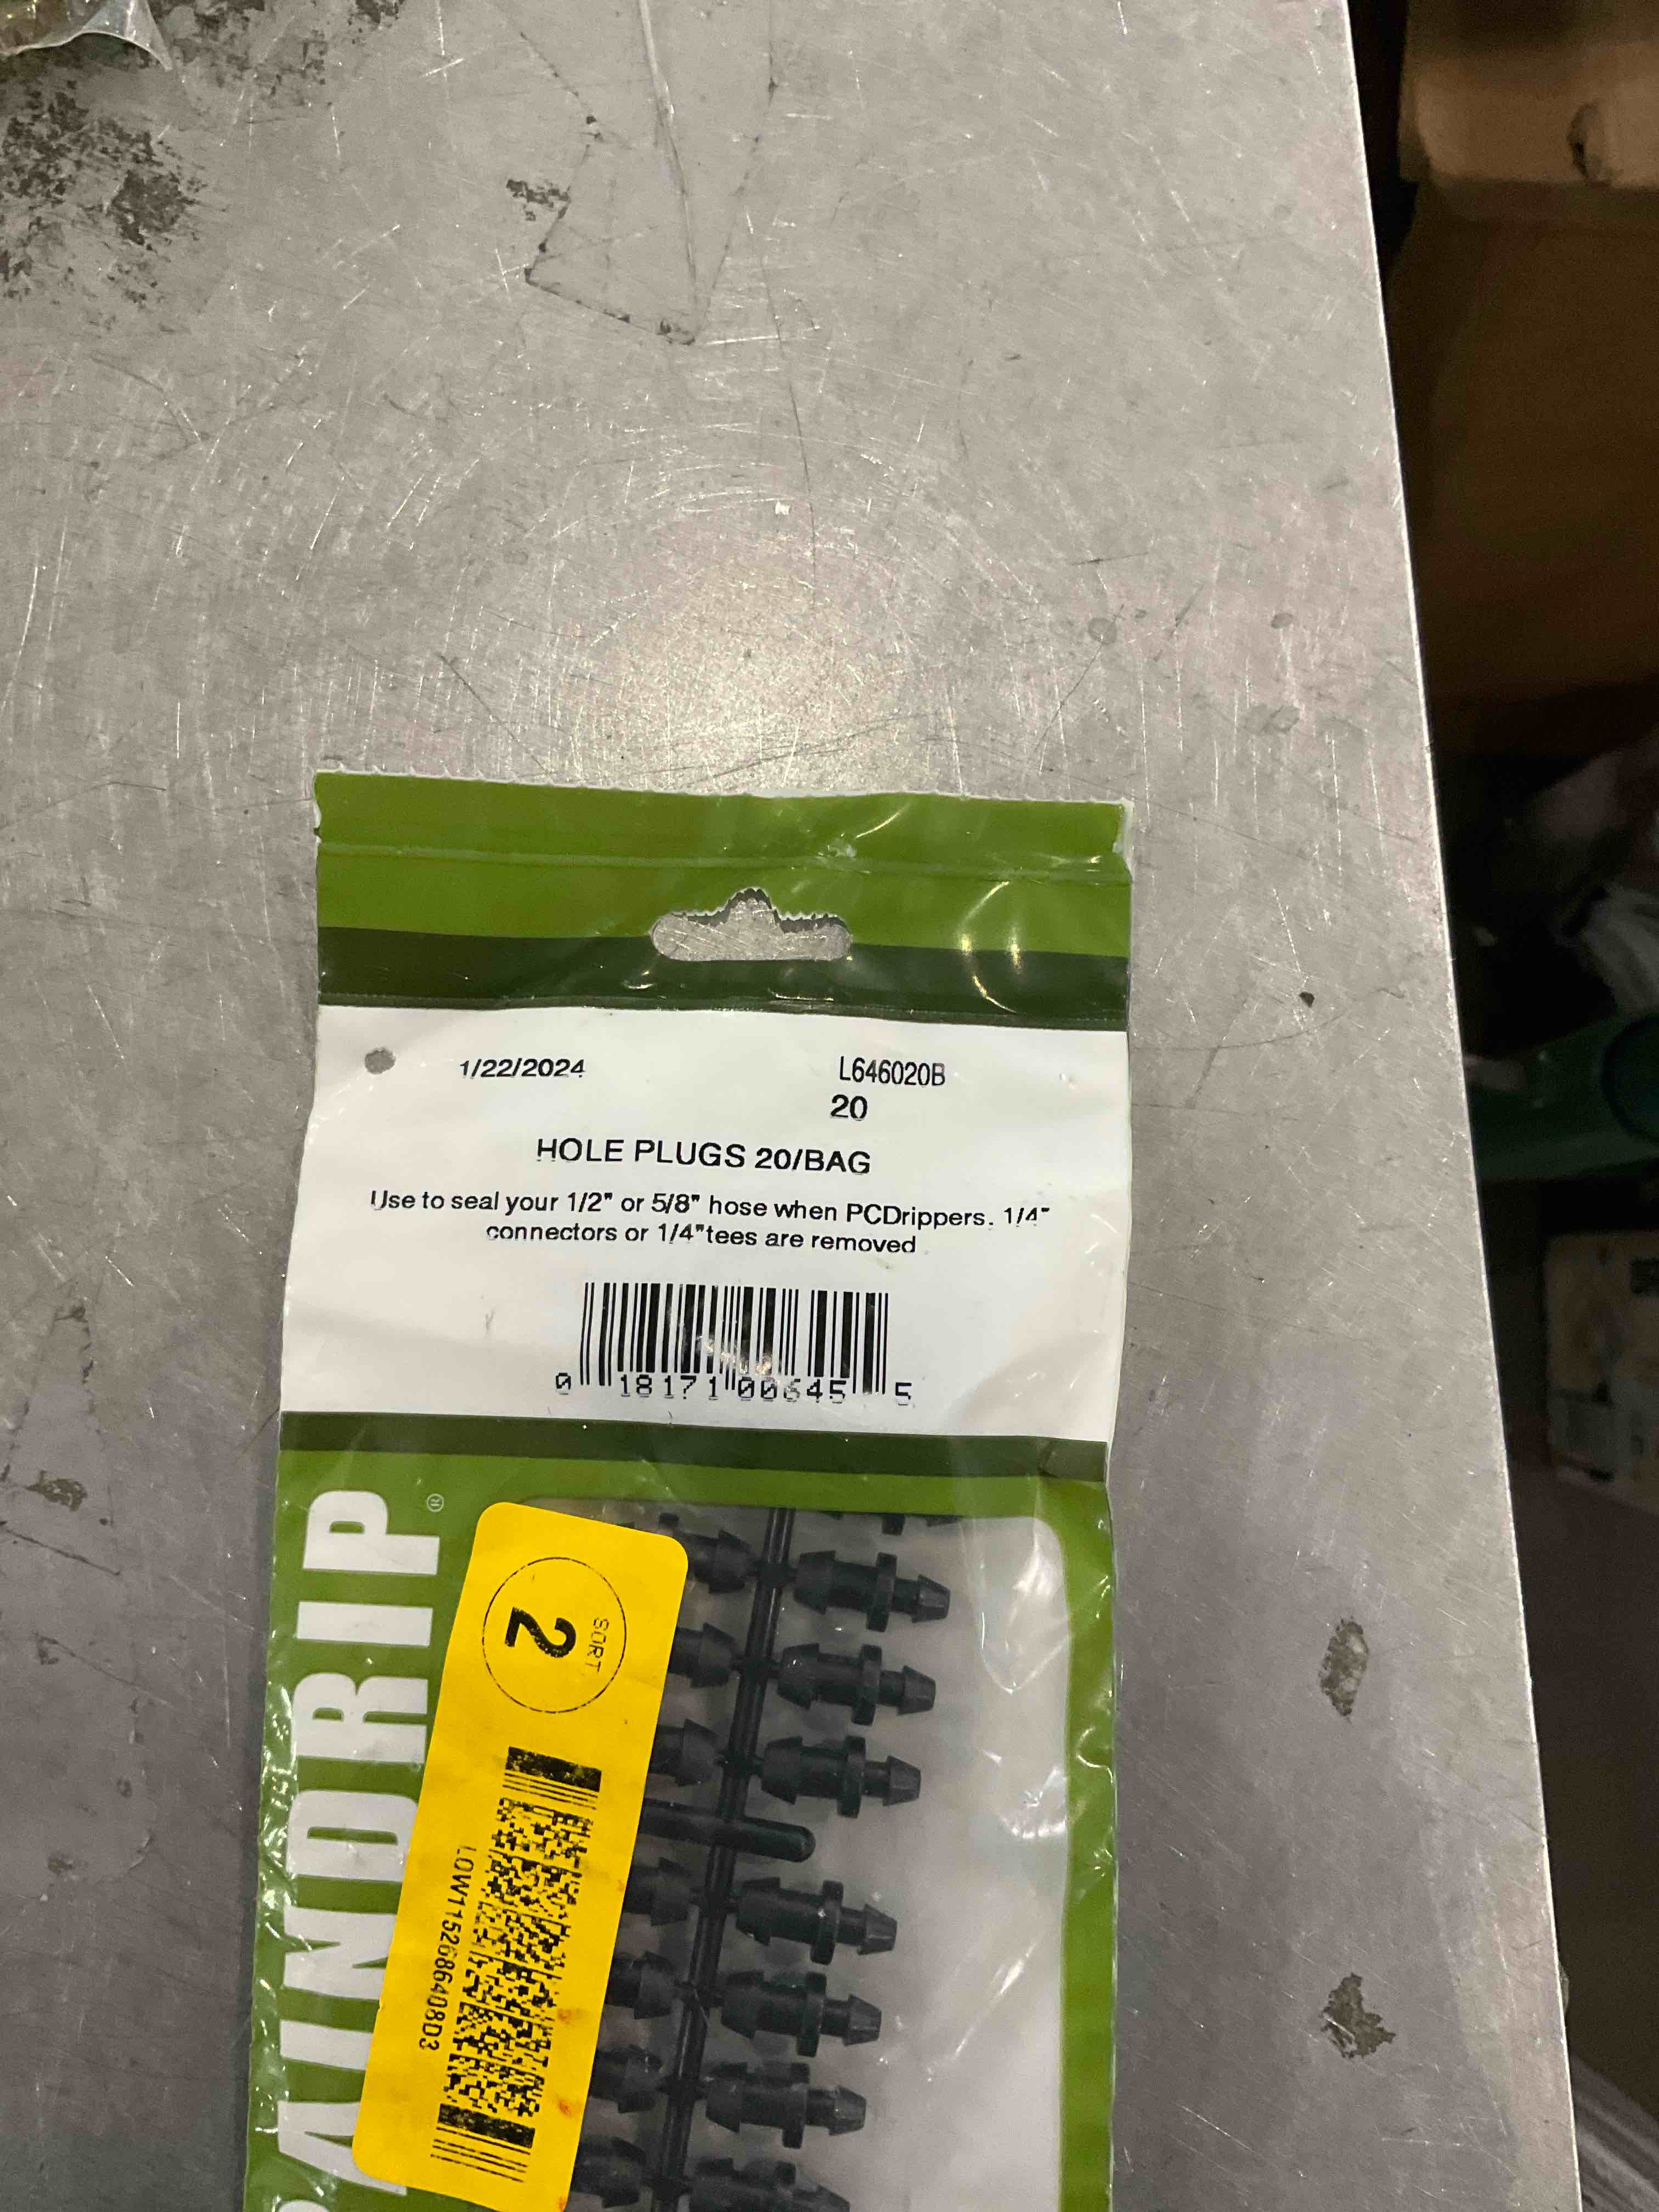 1/22/2024 L646020B
20
HOLE PLUGS 20/BAG
Use to seal your 1/2" or 5/8" hose when PCDrippers. 1/4"
connectors or 1/4"tees are removed
0 18171 00645 5
AINDRIP®
SORT
2
LOW1152686408D3